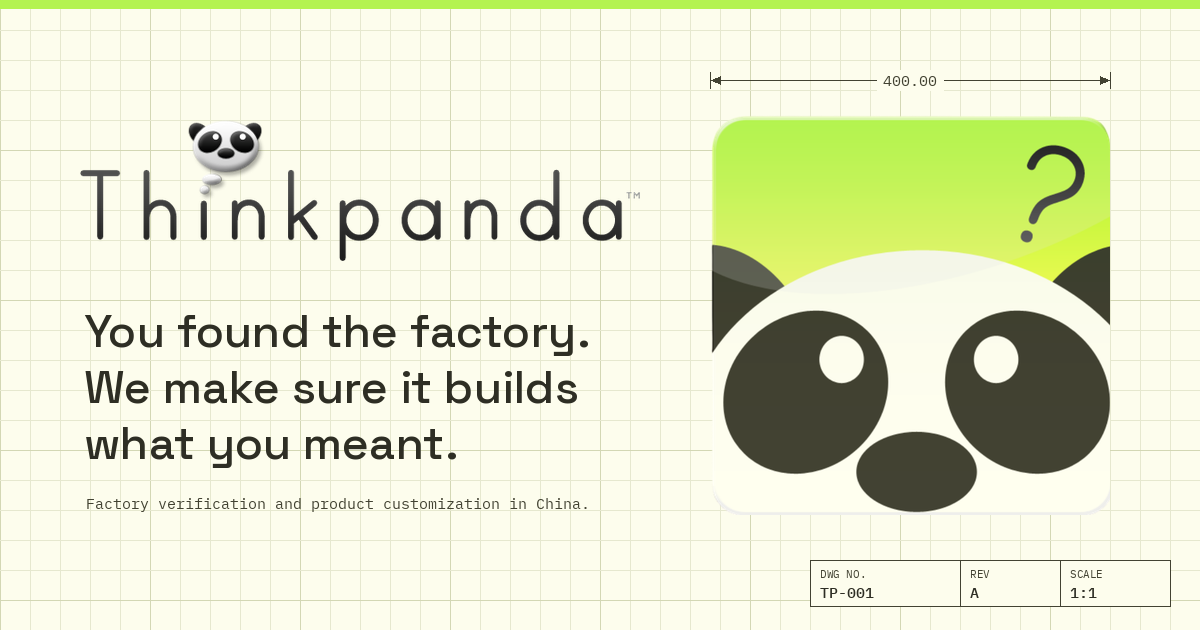 400.00
?
Thinkpanda™
You found the factory.
We make sure it builds
what you meant.
Factory verification and product customization in China.
DWG NO.
TP-001
REV
A
SCALE
1:1